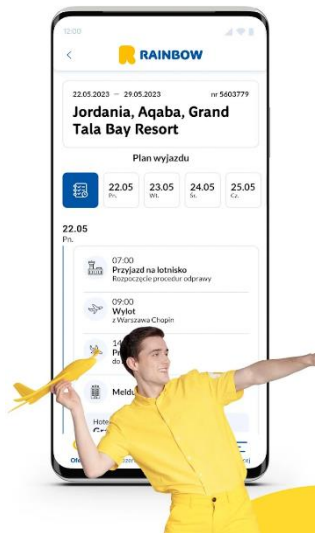 12:00
RAINBOW
22.05.2023 — 29.05.2023 nr 5603779
Jordania, Aqaba, Grand
Tala Bay Resort
Plan wyjazdu
22.05 23.05 24.05 25.05
Pn. Wt. Śr. Cz.
22.05
Pn.
07:00
Przyjazd na lotnisko
Rozpoczęcie procedur odprawy
09:00
Wylot
z Warszawa Chopin
14
do